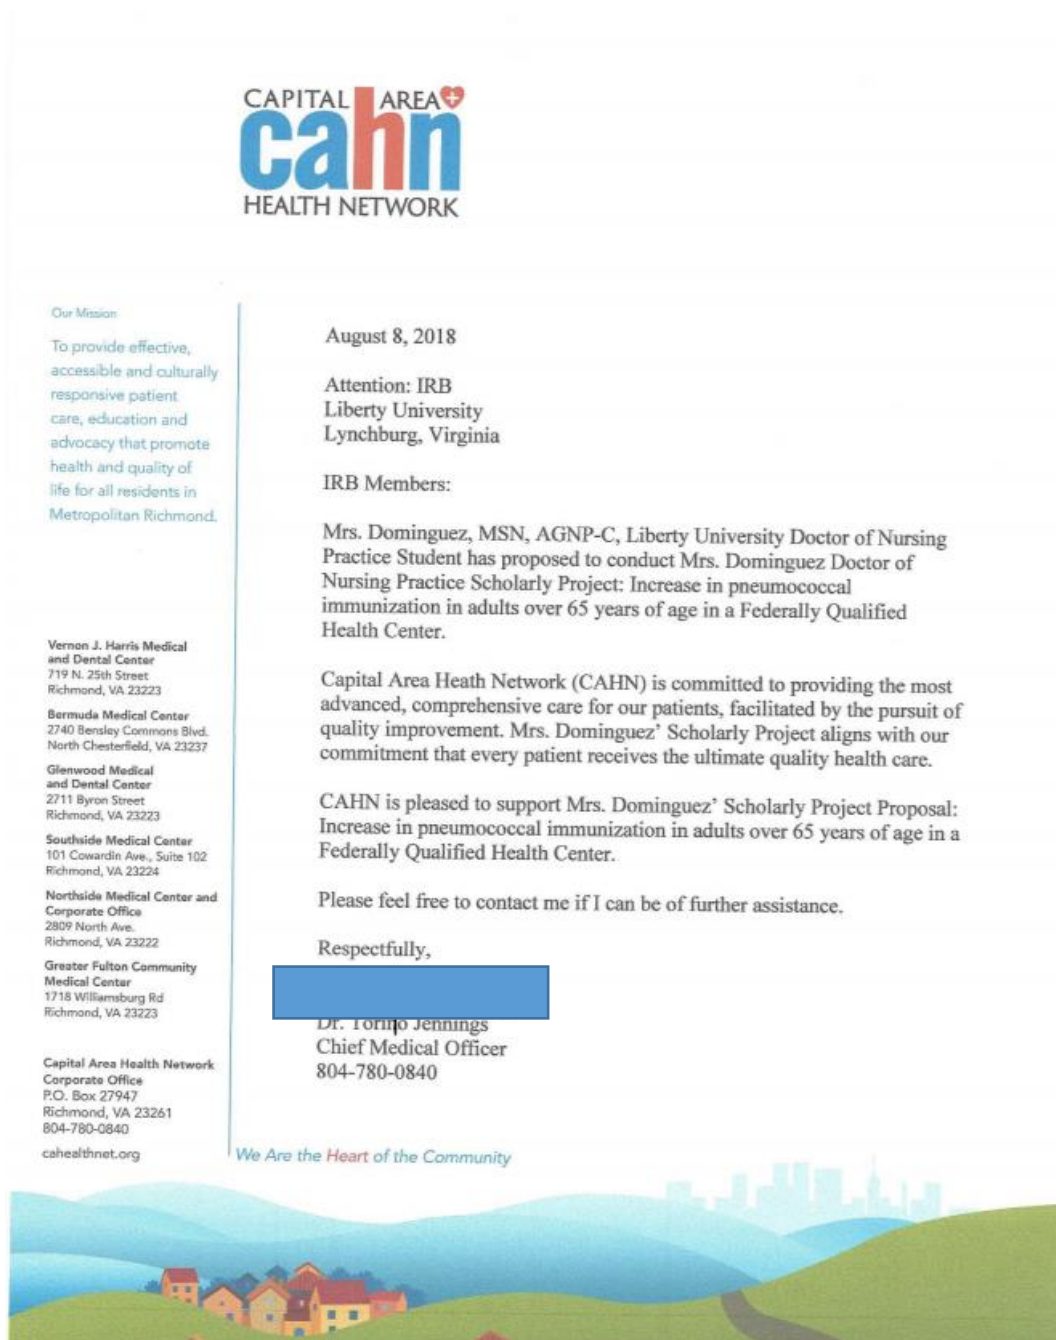 CAPITAL AREA
cahn
HEALTH NETWORK
Our Mission
To provide effective,
accessible and culturally
responsive patient
care, education and
advocacy that promote
health and quality of
life for all residents in
Metropolitan Richmond.
Vernon J. Harris Medical
and Dental Center
719 N. 25th Street
Richmond, VA 23223
Bermuda Medical Center
2740 Bensley Commons Blvd.
North Chesterfield, VA 23237
Glenwood Medical
and Dental Center
2711 Byron Street
Richmond, VA 23223
Southside Medical Center
101 Cowardin Ave., Suite 102
Richmond, VA 23224
Northside Medical Center and
Corporate Office
2809 North Ave.
Richmond, VA 23222
Greater Fulton Community
Medical Center
1718 Williamsburg Rd
Richmond, VA 23223
Capital Area Health Network
Corporate Office
P.O. Box 27947
Richmond, VA 23261
804-780-0840
cahealthnet.org
August 8, 2018
Attention: IRB
Liberty University
Lynchburg, Virginia
IRB Members:
Mrs. Dominguez, MSN, AGNP-C, Liberty University Doctor of Nursing
Practice Student has proposed to conduct Mrs. Dominguez Doctor of
Nursing Practice Scholarly Project: Increase in pneumococcal
immunization in adults over 65 years of age in a Federally Qualified
Health Center.
Capital Area Heath Network (CAHN) is committed to providing the most
advanced, comprehensive care for our patients, facilitated by the pursuit of
quality improvement. Mrs. Dominguez’ Scholarly Project aligns with our
commitment that every patient receives the ultimate quality health care.
CAHN is pleased to support Mrs. Dominguez’ Scholarly Project Proposal:
Increase in pneumococcal immunization in adults over 65 years of age in a
Federally Qualified Health Center.
Please feel free to contact me if I can be of further assistance.
Respectfully,
Dr. Torino Jennings
Chief Medical Officer
804-780-0840
We Are the Heart of the Community